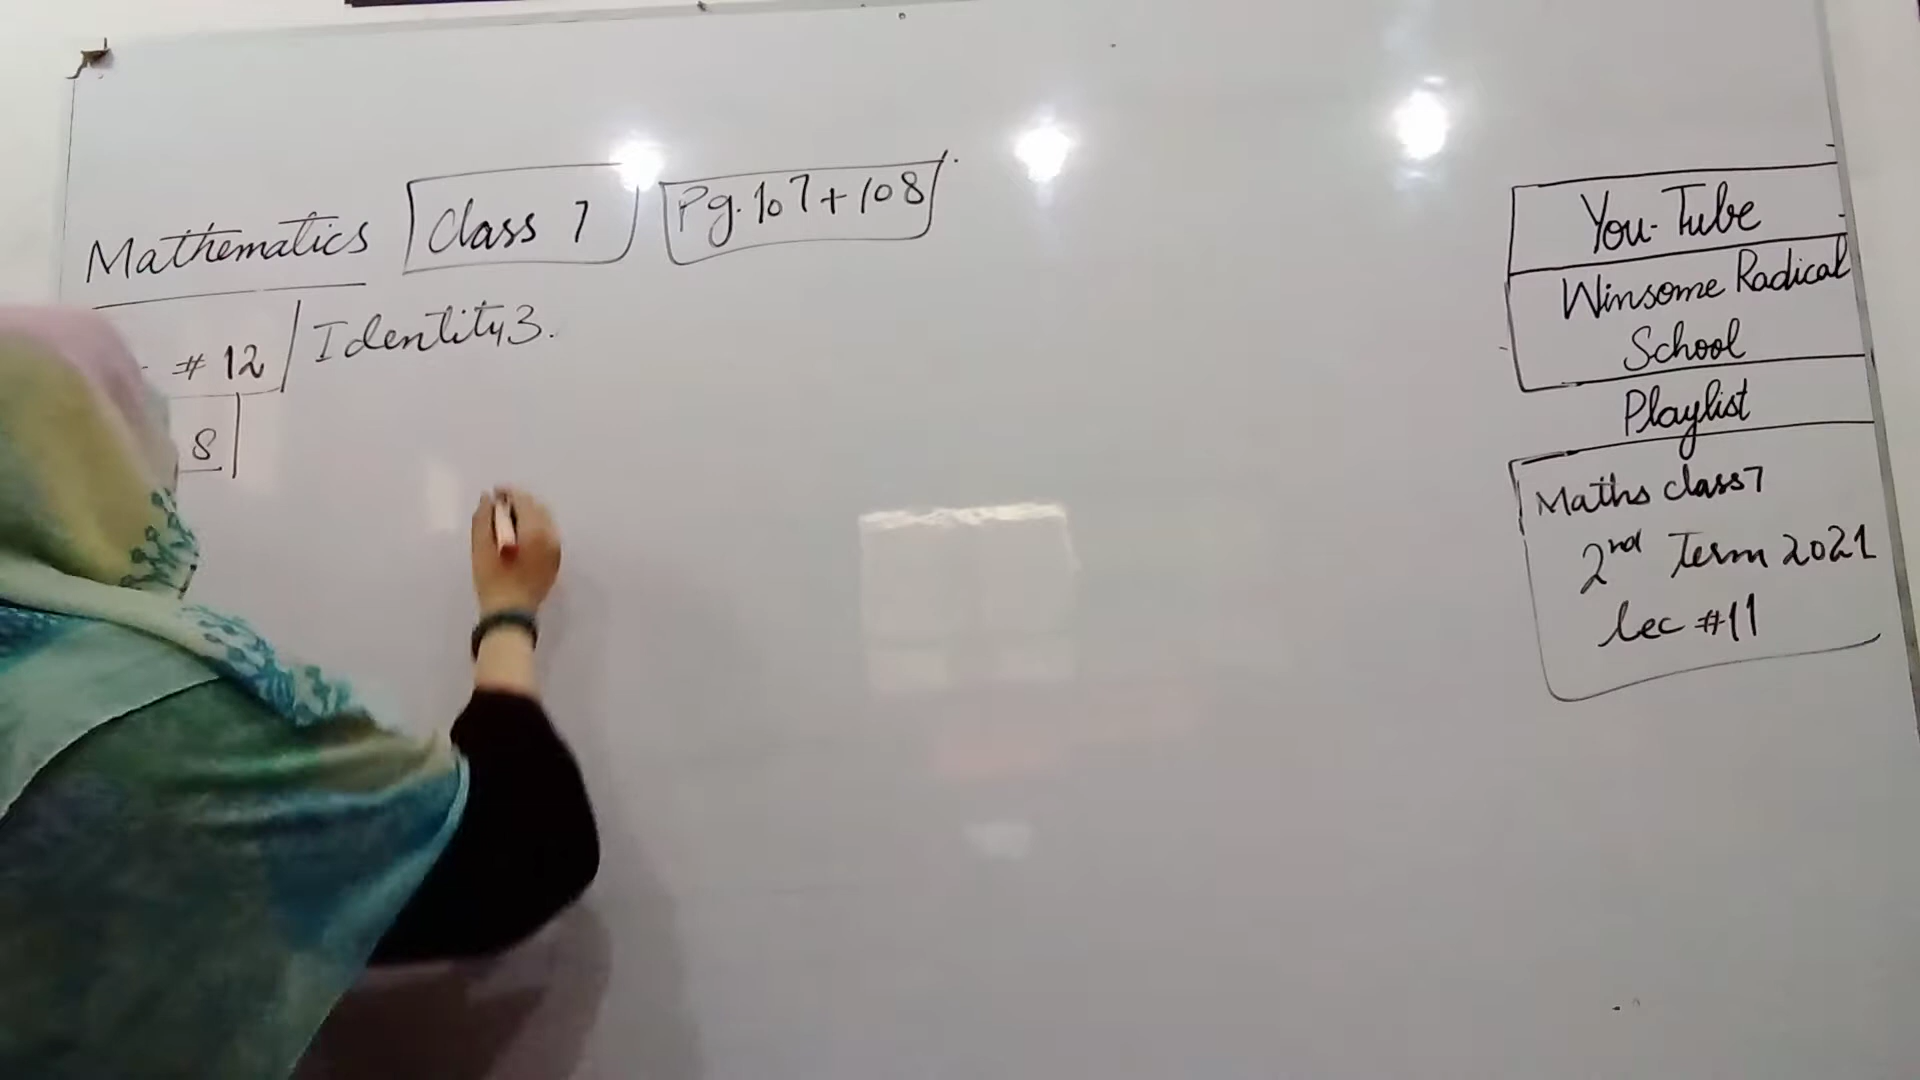 Mathematics
Class 7
Pg. 107+108
# 12
Identity 3.
8
You-Tube
Winsome Radical
School
Playlist
Maths class 7
2nd Term 2021
Lec #11